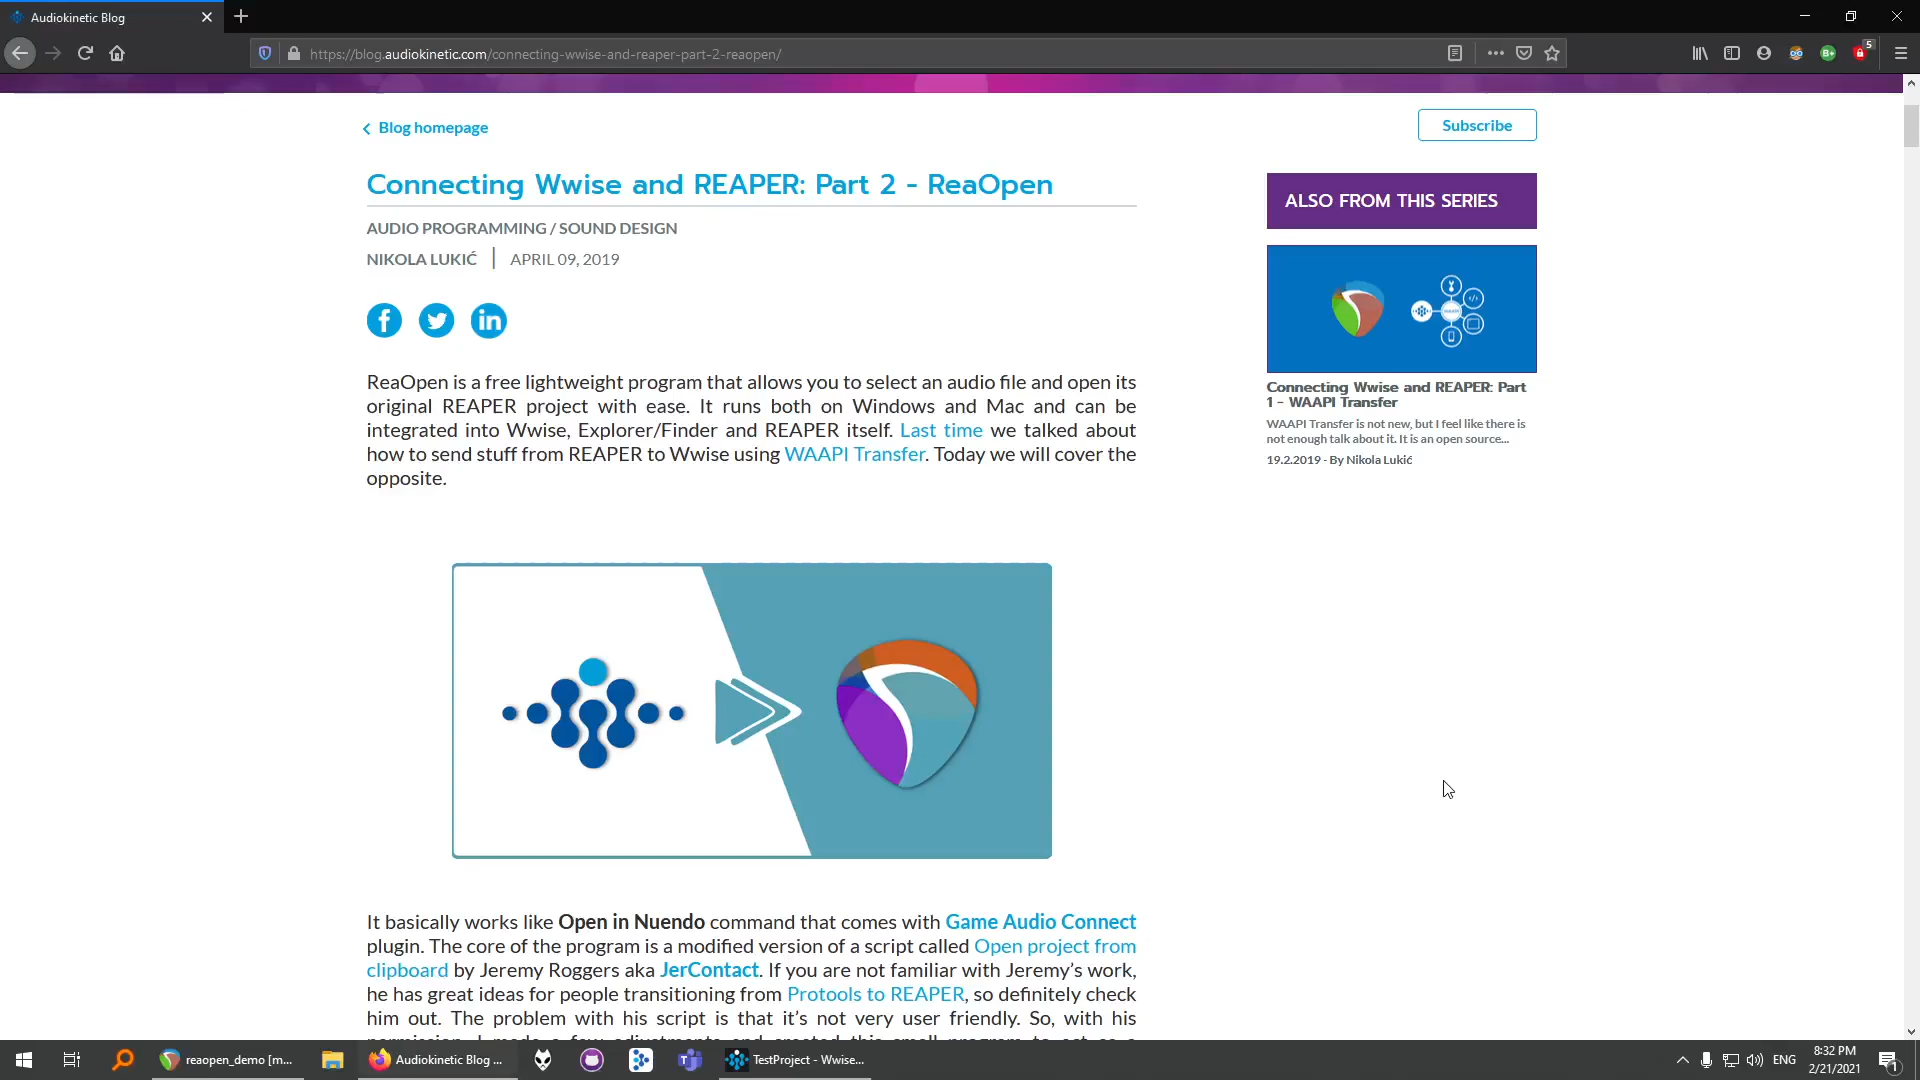 Audiokinetic Blog
https://blog.audiokinetic.com/connecting-wwise-and-reaper-part-2-reaopen/
5
Blog homepage
Subscribe
Connecting Wwise and REAPER: Part 2 - ReaOpen
AUDIO PROGRAMMING / SOUND DESIGN
NIKOLA LUKIĆ | APRIL 09, 2019
ReaOpen is a free lightweight program that allows you to select an audio file and open its
original REAPER project with ease. It runs both on Windows and Mac and can be
integrated into Wwise, Explorer/Finder and REAPER itself. Last time we talked about
how to send stuff from REAPER to Wwise using WAAPI Transfer. Today we will cover the
opposite.
ALSO FROM THIS SERIES
Connecting Wwise and REAPER: Part
1 - WAAPI Transfer
WAAPI Transfer is not new, but I feel like there is
not enough talk about it. It is an open source...
19.2.2019 - By Nikola Lukić
It basically works like Open in Nuendo command that comes with Game Audio Connect
plugin. The core of the program is a modified version of a script called Open project from
clipboard by Jeremy Roggers aka JerContact. If you are not familiar with Jeremy's work,
he has great ideas for people transitioning from Protools to REAPER, so definitely check
him out. The problem with his script is that it's not very user friendly. So, with his
reaopen_demo [m...
Audiokinetic Blog ...
TestProject - Wwise...
ENG
8:32 PM
2/21/2021
1